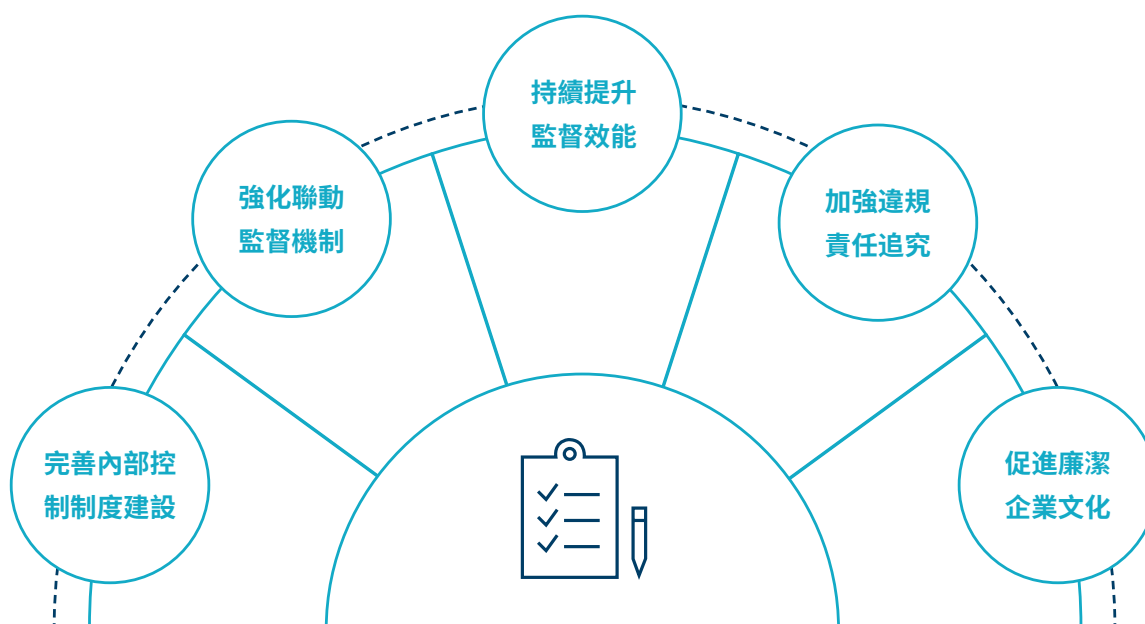 完善內部控
制制度建設
強化聯動
監督機制
持續提升
監督效能
加強違規
責任追究
促進廉潔
企業文化